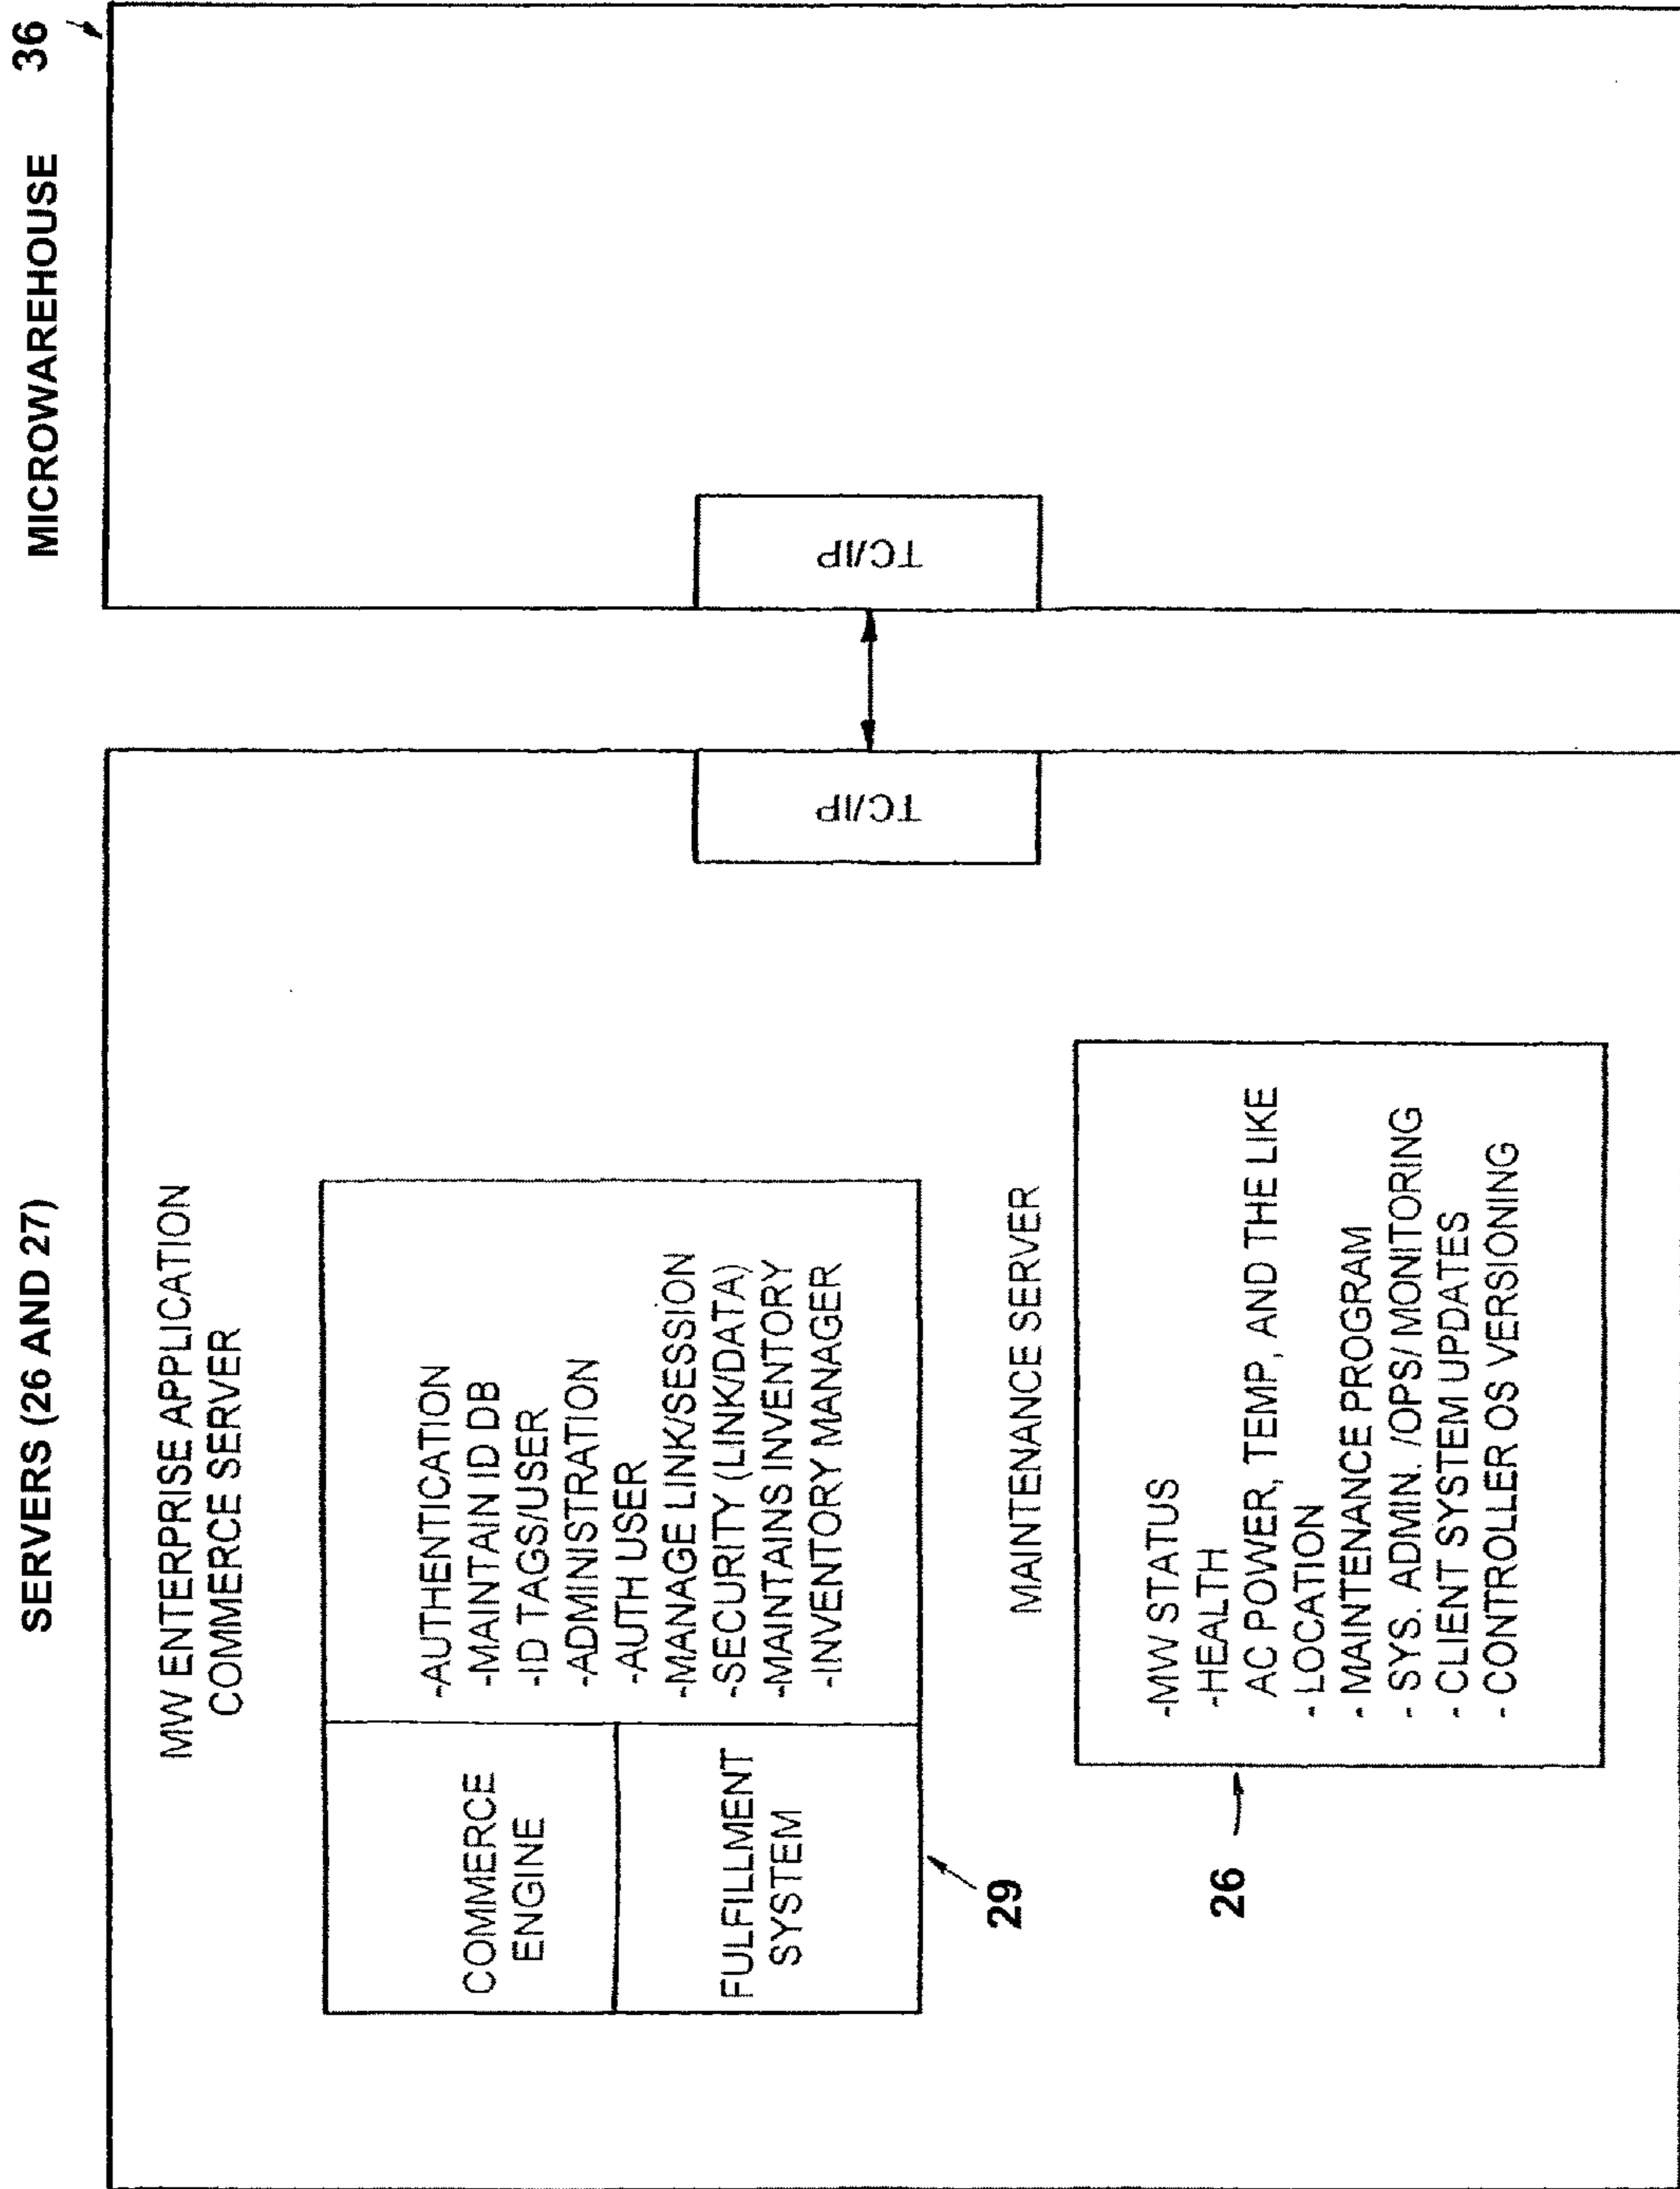 SERVERS (26 AND 27)
MICROWAREHOUSE 36
MW ENTERPRISE APPLICATION
COMMERCE SERVER
COMMERCE
ENGINE
FULFILLMENT
SYSTEM
-AUTHENTICATION
-MAINTAIN ID DB
-ID TAGS/USER
-ADMINISTRATION
-AUTH USER
-MANAGE LINK/SESSION
-SECURITY (LINK/DATA)
-MAINTAINS INVENTORY
-INVENTORY MANAGER
29
MAINTENANCE SERVER
-MW STATUS
-HEALTH
AC POWER, TEMP, AND THE LIKE
- LOCATION
- MAINTENANCE PROGRAM
- SYS. ADMIN. /OPS/ MONITORING
- CLIENT SYSTEM UPDATES
- CONTROLLER OS VERSIONING
26
TC/IP
TC/IP